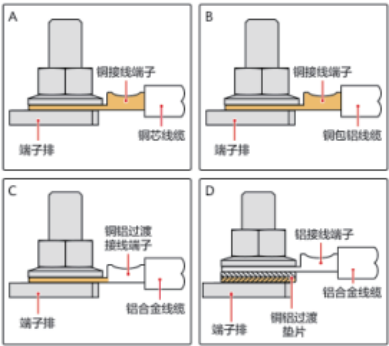 A
铜接线端子
铜芯线缆
端子排
B
铜接线端子
铜包铝线缆
端子排
C
铜铝过渡
接线端子
铝合金线缆
端子排
D
铝接线端子
铝合金线缆
铜铝过渡
垫片
端子排